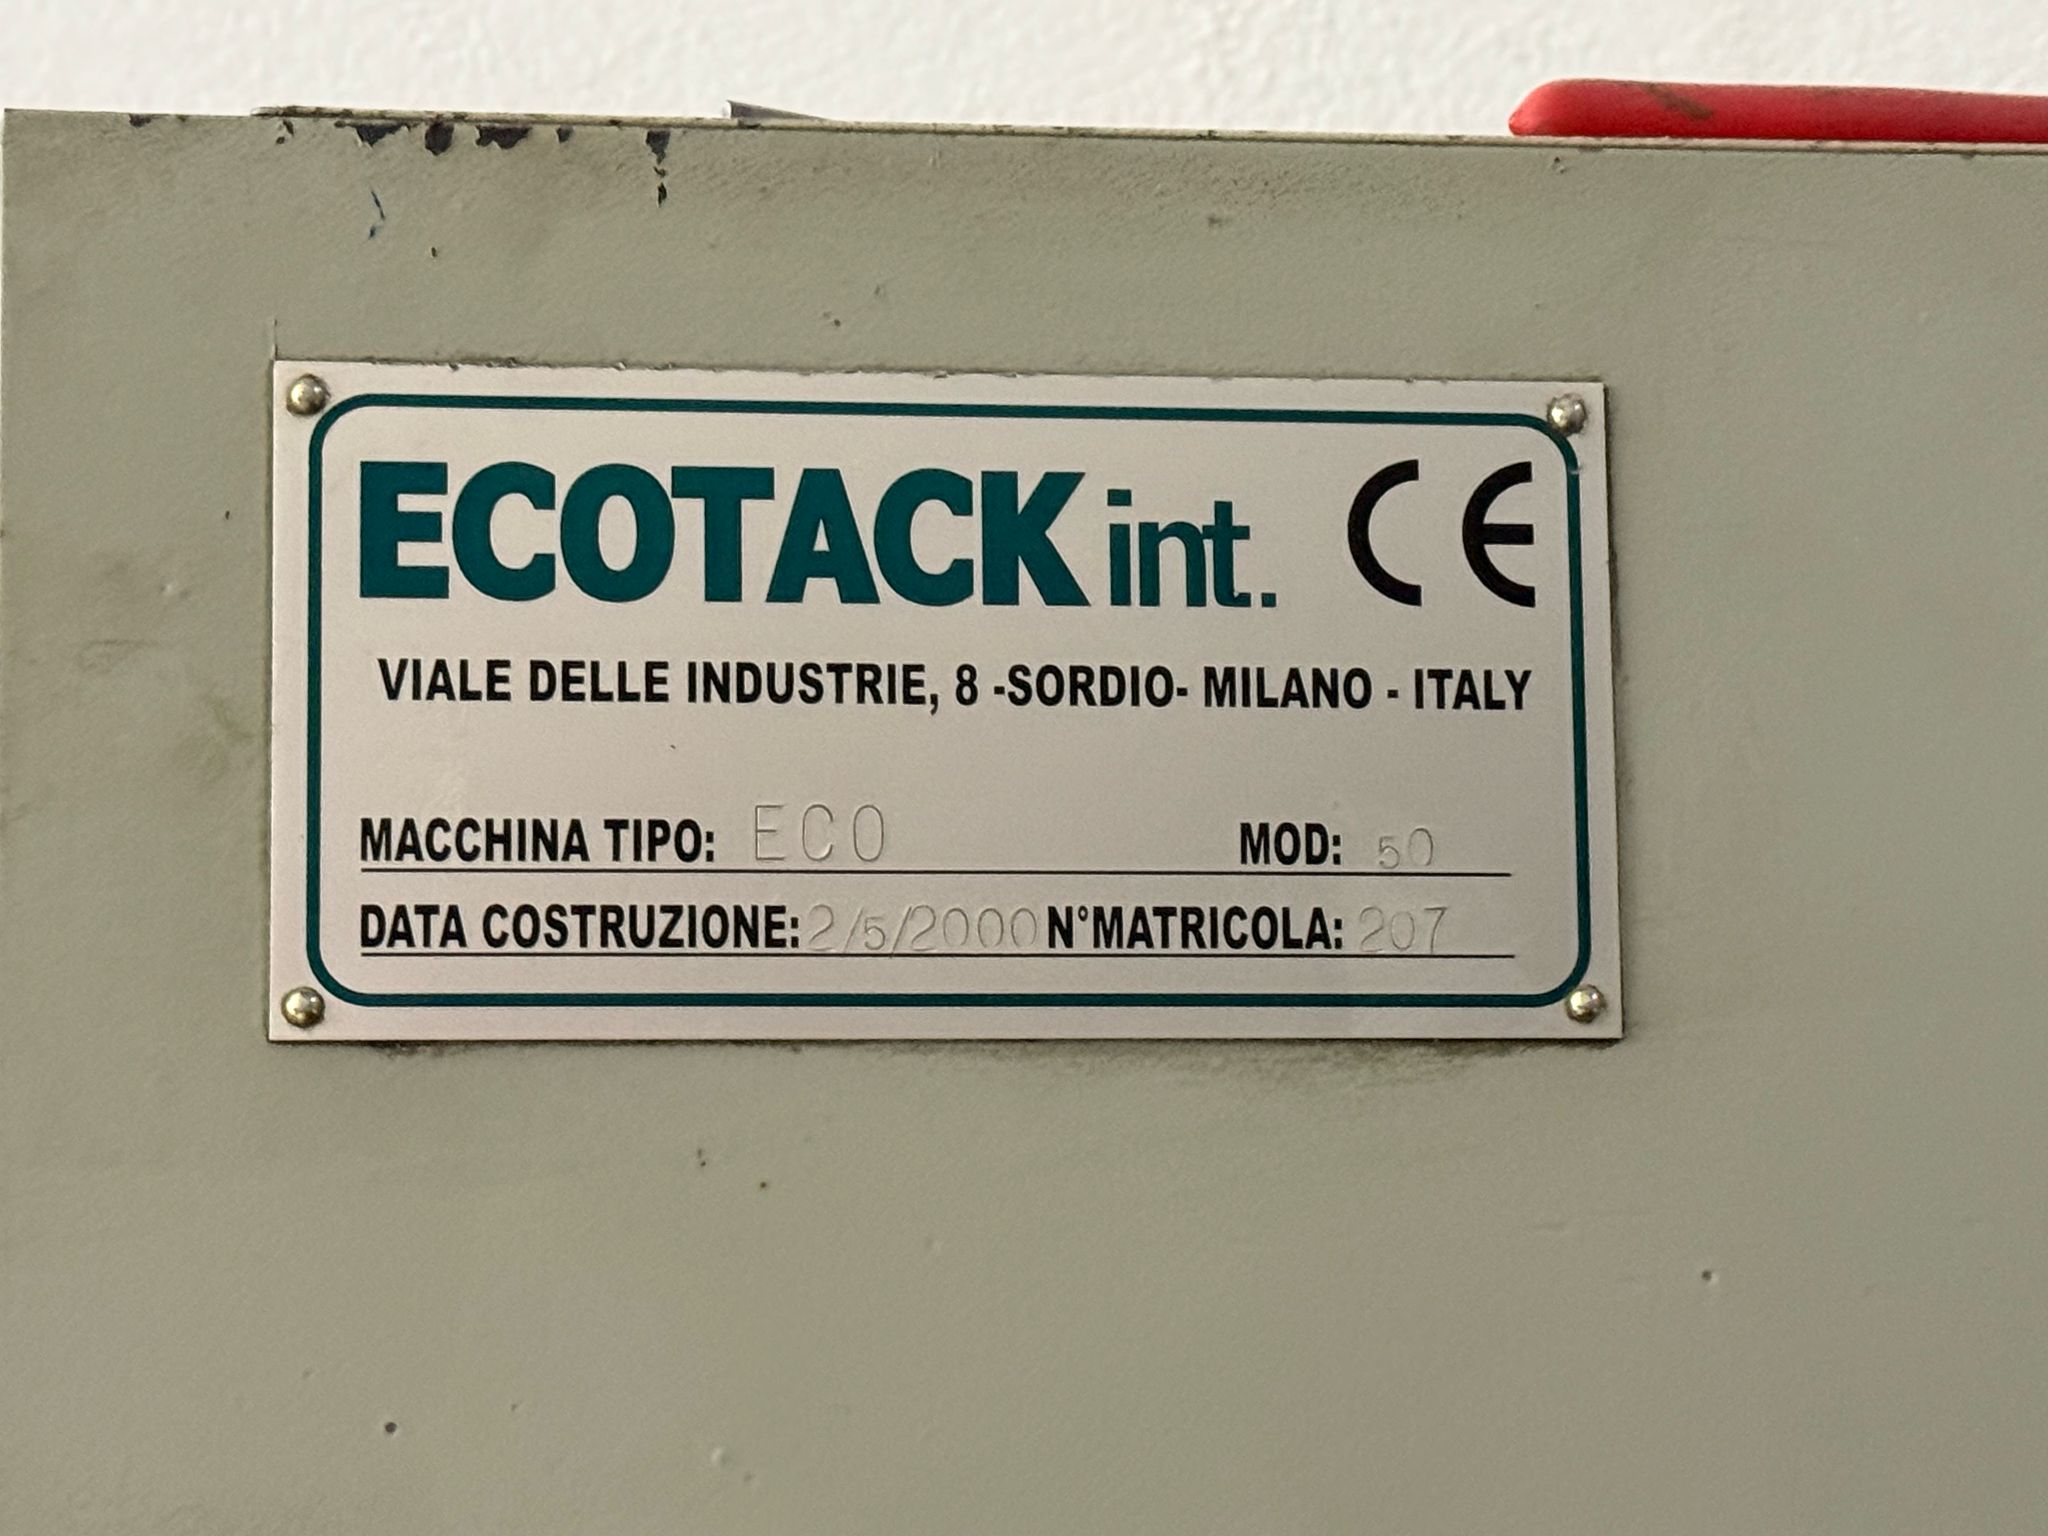 ECOTACK int. CE
VIALE DELLE INDUSTRIE, 8 -SORDIO- MILANO - ITALY
MACCHINA TIPO: ECO MOD: 50
DATA COSTRUZIONE: 2/5/2000 N°MATRICOLA: 207